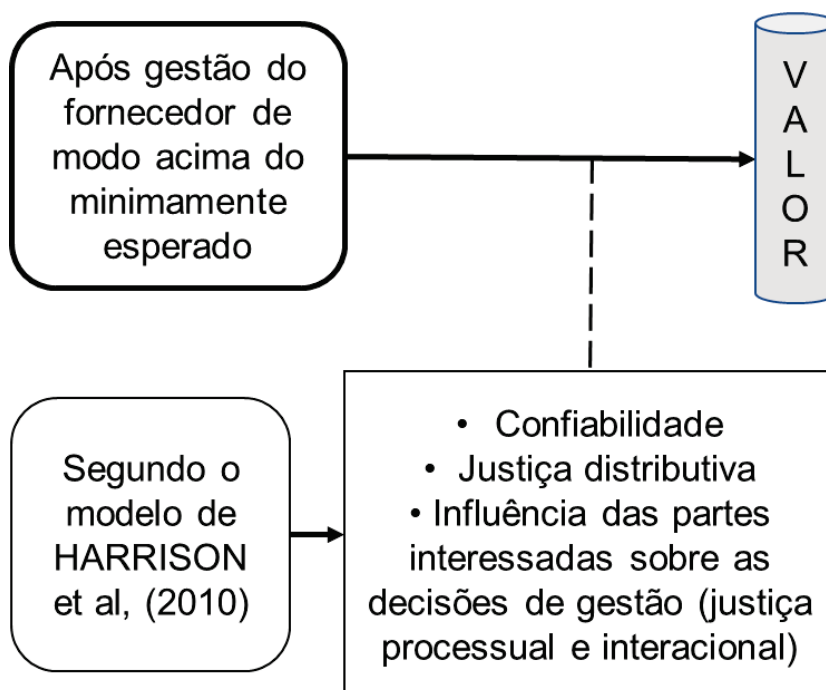 Após gestão do
fornecedor de
modo acima do
minimamente
esperado
V
A
L
O
R
Segundo o
modelo de
HARRISON
et al, (2010)
• Confiabilidade
• Justiça distributiva
• Influência das partes
interessadas sobre as
decisões de gestão (justiça
processual e interacional)